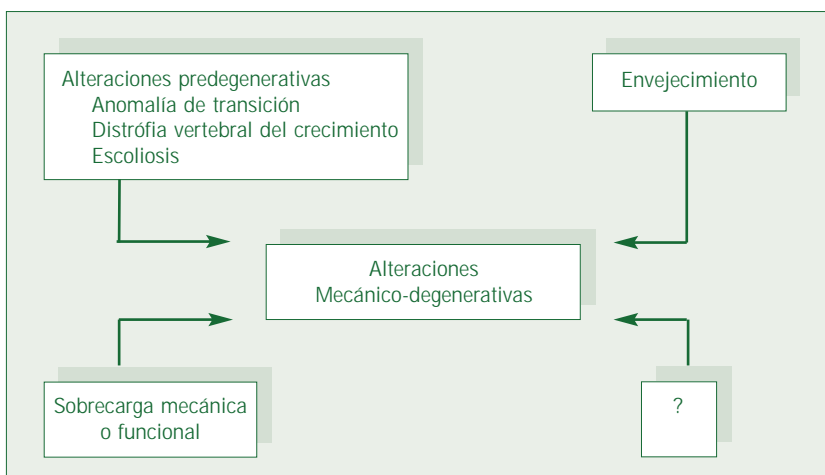 Alteraciones predegenerativas
Anomalía de transición
Distrófia vertebral del crecimiento
Escoliosis
Envejecimiento
Alteraciones
Mecánico-degenerativas
Sobrecarga mecánica
o funcional
?